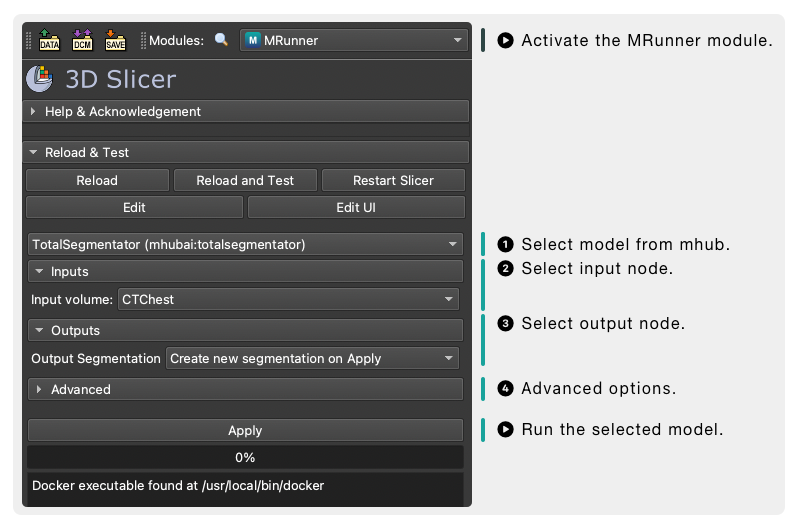 DATA DCM SAVE Modules: M MRunner
▶ Activate the MRunner module.
3D Slicer
Help & Acknowledgement
Reload & Test
Reload Reload and Test Restart Slicer
Edit Edit UI
TotalSegmentator (mhubai:totalsegmentator)
1 Select model from mhub.
Inputs
2 Select input node.
Input volume: CTChest
Outputs
3 Select output node.
Output Segmentation Create new segmentation on Apply
Advanced
4 Advanced options.
Apply
▶ Run the selected model.
0%
Docker executable found at /usr/local/bin/docker